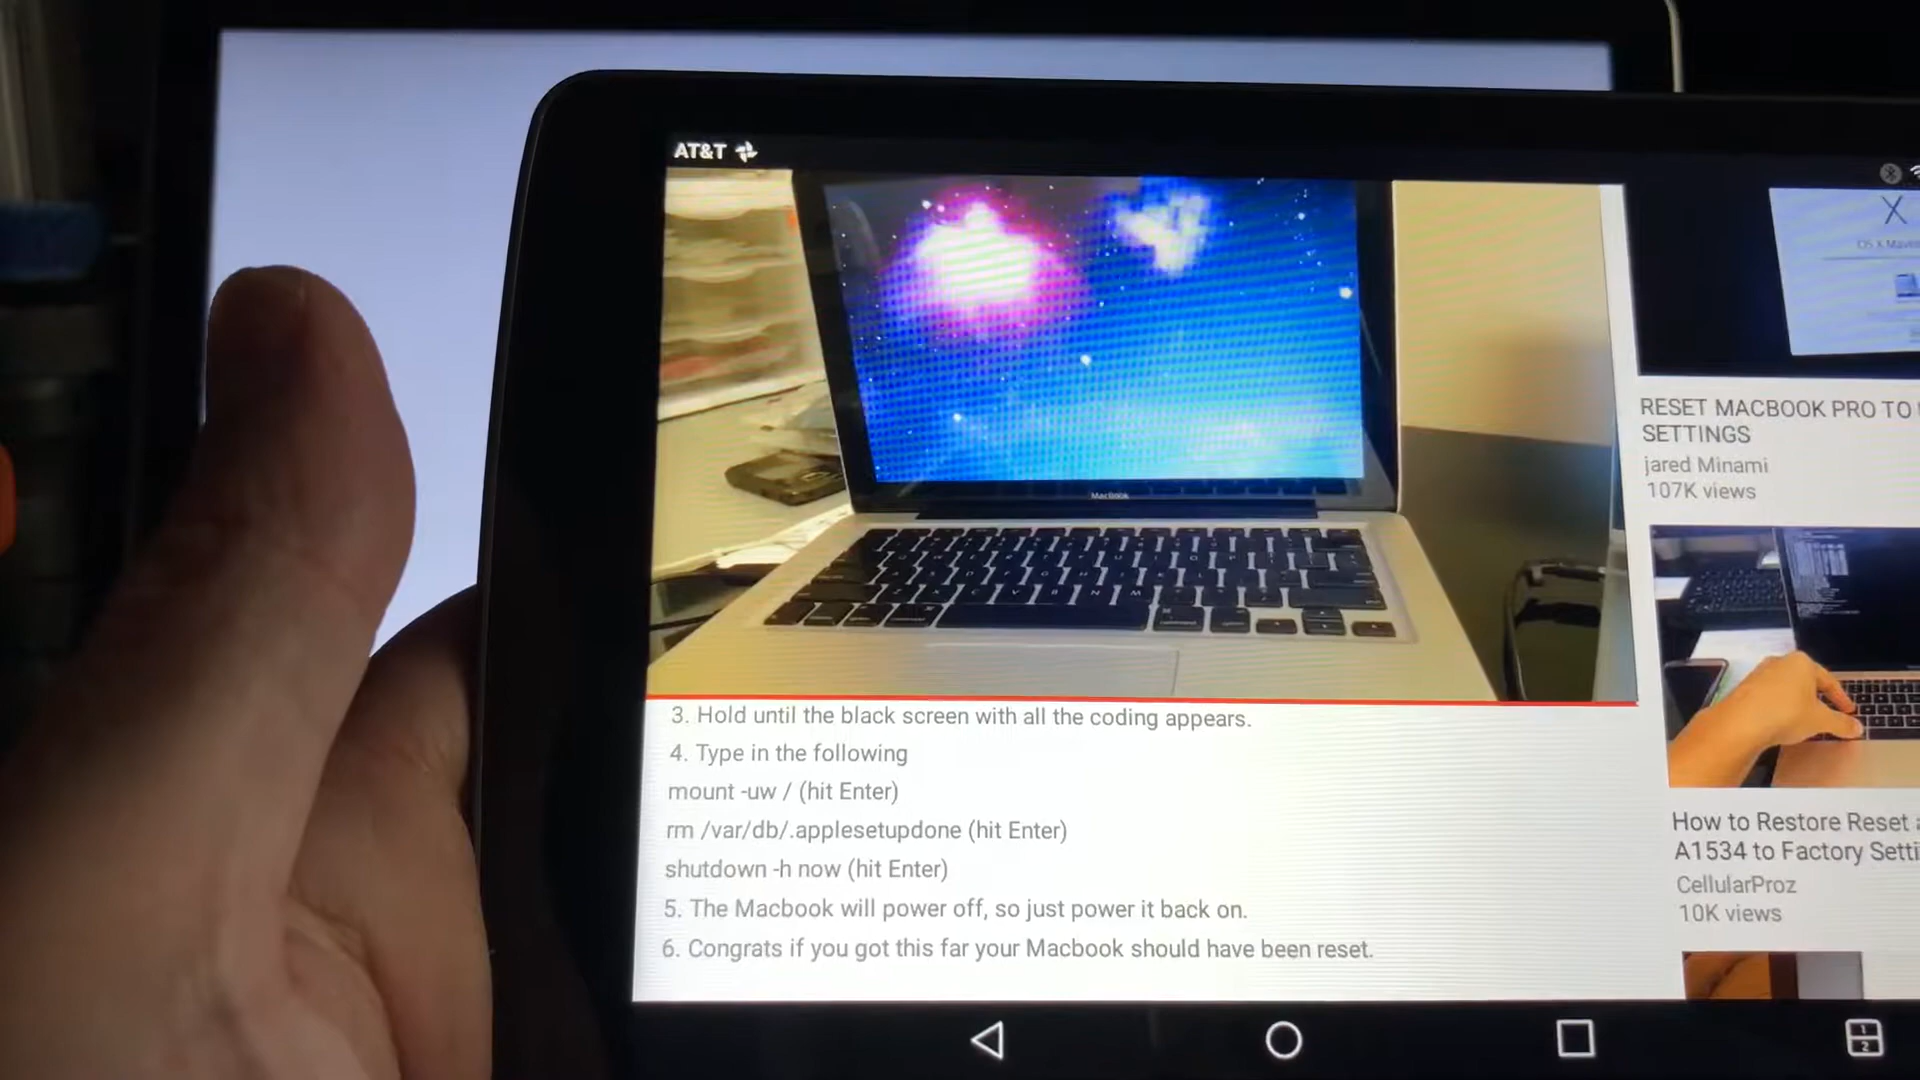 AT&T
MacBook
3. Hold until the black screen with all the coding appears.
4. Type in the following
mount -uw / (hit Enter)
rm /var/db/.applesetupdone (hit Enter)
shutdown -h now (hit Enter)
5. The Macbook will power off, so just power it back on.
6. Congrats if you got this far your Macbook should have been reset.
X
RESET MACBOOK PRO TO
SETTINGS
jared Minami
107K views
How to Restore Reset
A1534 to Factory
CellularProz
10K views
1
2